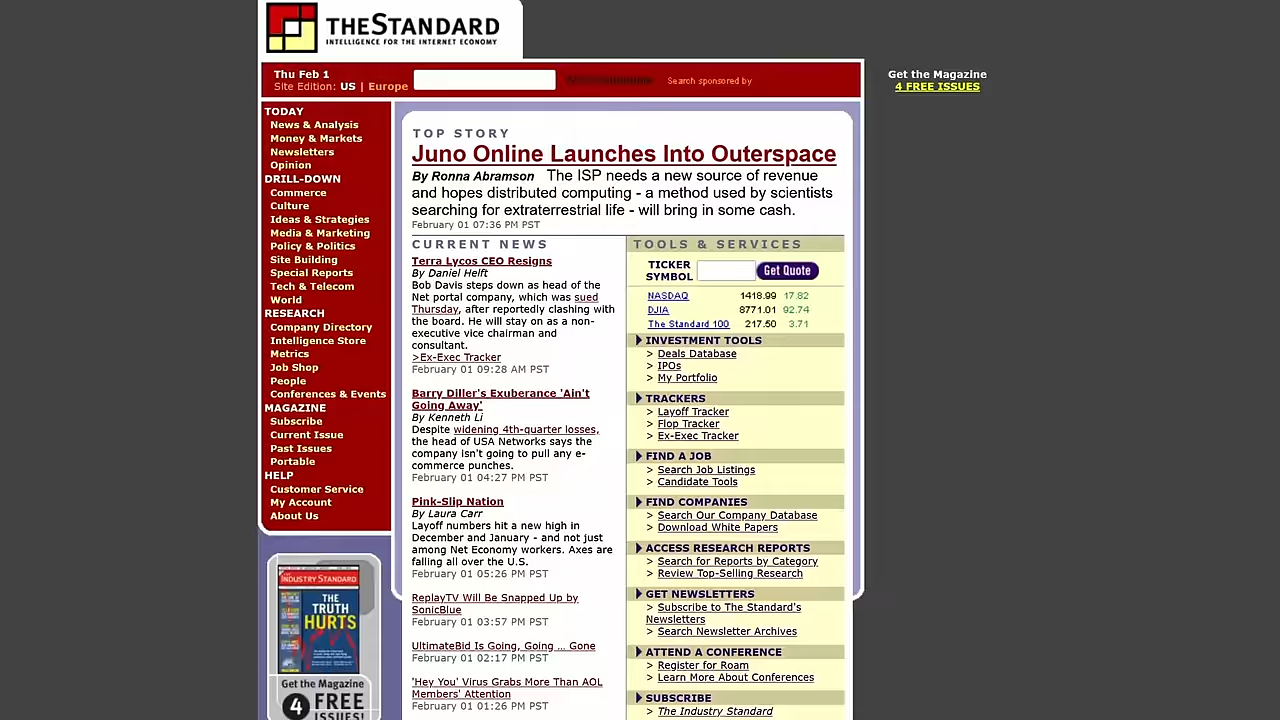 THE STANDARD
INTELLIGENCE FOR THE INTERNET ECONOMY
Thu Feb 1
Site Edition: US | Europe
Search sponsored by
Get the Magazine
4 FREE ISSUES
TODAY
News & Analysis
Money & Markets
Newsletters
Opinion
DRILL-DOWN
Commerce
Culture
Ideas & Strategies
Media & Marketing
Policy & Politics
Site Building
Special Reports
Tech & Telecom
World
RESEARCH
Company Directory
Intelligence Store
Metrics
Job Shop
People
Conferences & Events
MAGAZINE
Subscribe
Current Issue
Past Issues
Portable
HELP
Customer Service
My Account
About Us
INDUSTRY STANDARD
THE
TRUTH
HURTS
Get the Magazine
4 FREE
ISSUES!
TOP STORY
Juno Online Launches Into Outerspace
By Ronna Abramson The ISP needs a new source of revenue
and hopes distributed computing - a method used by scientists
searching for extraterrestrial life - will bring in some cash.
February 01 07:36 PM PST
CURRENT NEWS
Terra Lycos CEO Resigns
By Daniel Helft
Bob Davis steps down as head of the
Net portal company, which was sued
Thursday, after reportedly clashing with
the board. He will stay on as a non-
executive vice chairman and
consultant.
>Ex-Exec Tracker
February 01 09:28 AM PST
Barry Diller's Exuberance 'Ain't
Going Away'
By Kenneth Li
Despite widening 4th-quarter losses,
the head of USA Networks says the
company isn't going to pull any e-
commerce punches.
February 01 04:27 PM PST
Pink-Slip Nation
By Laura Carr
Layoff numbers hit a new high in
December and January - and not just
among Net Economy workers. Axes are
falling all over the U.S.
February 01 05:26 PM PST
ReplayTV Will Be Snapped Up by
SonicBlue
February 01 03:57 PM PST
UltimateBid Is Going, Going ... Gone
February 01 02:17 PM PST
'Hey You' Virus Grabs More Than AOL
Members' Attention
February 01 01:26 PM PST
TOOLS & SERVICES
TICKER
SYMBOL
Get Quote
NASDAQ 1418.99 17.82
DJIA 8771.01 92.74
The Standard 100 217.50 3.71
INVESTMENT TOOLS
> Deals Database
> IPOs
> My Portfolio
TRACKERS
> Layoff Tracker
> Flop Tracker
> Ex-Exec Tracker
FIND A JOB
> Search Job Listings
> Candidate Tools
FIND COMPANIES
> Search Our Company Database
> Download White Papers
ACCESS RESEARCH REPORTS
> Search for Reports by Category
> Review Top-Selling Research
GET NEWSLETTERS
> Subscribe to The Standard's
Newsletters
> Search Newsletter Archives
ATTEND A CONFERENCE
> Register for Roam
> Learn More About Conferences
SUBSCRIBE
> The Industry Standard